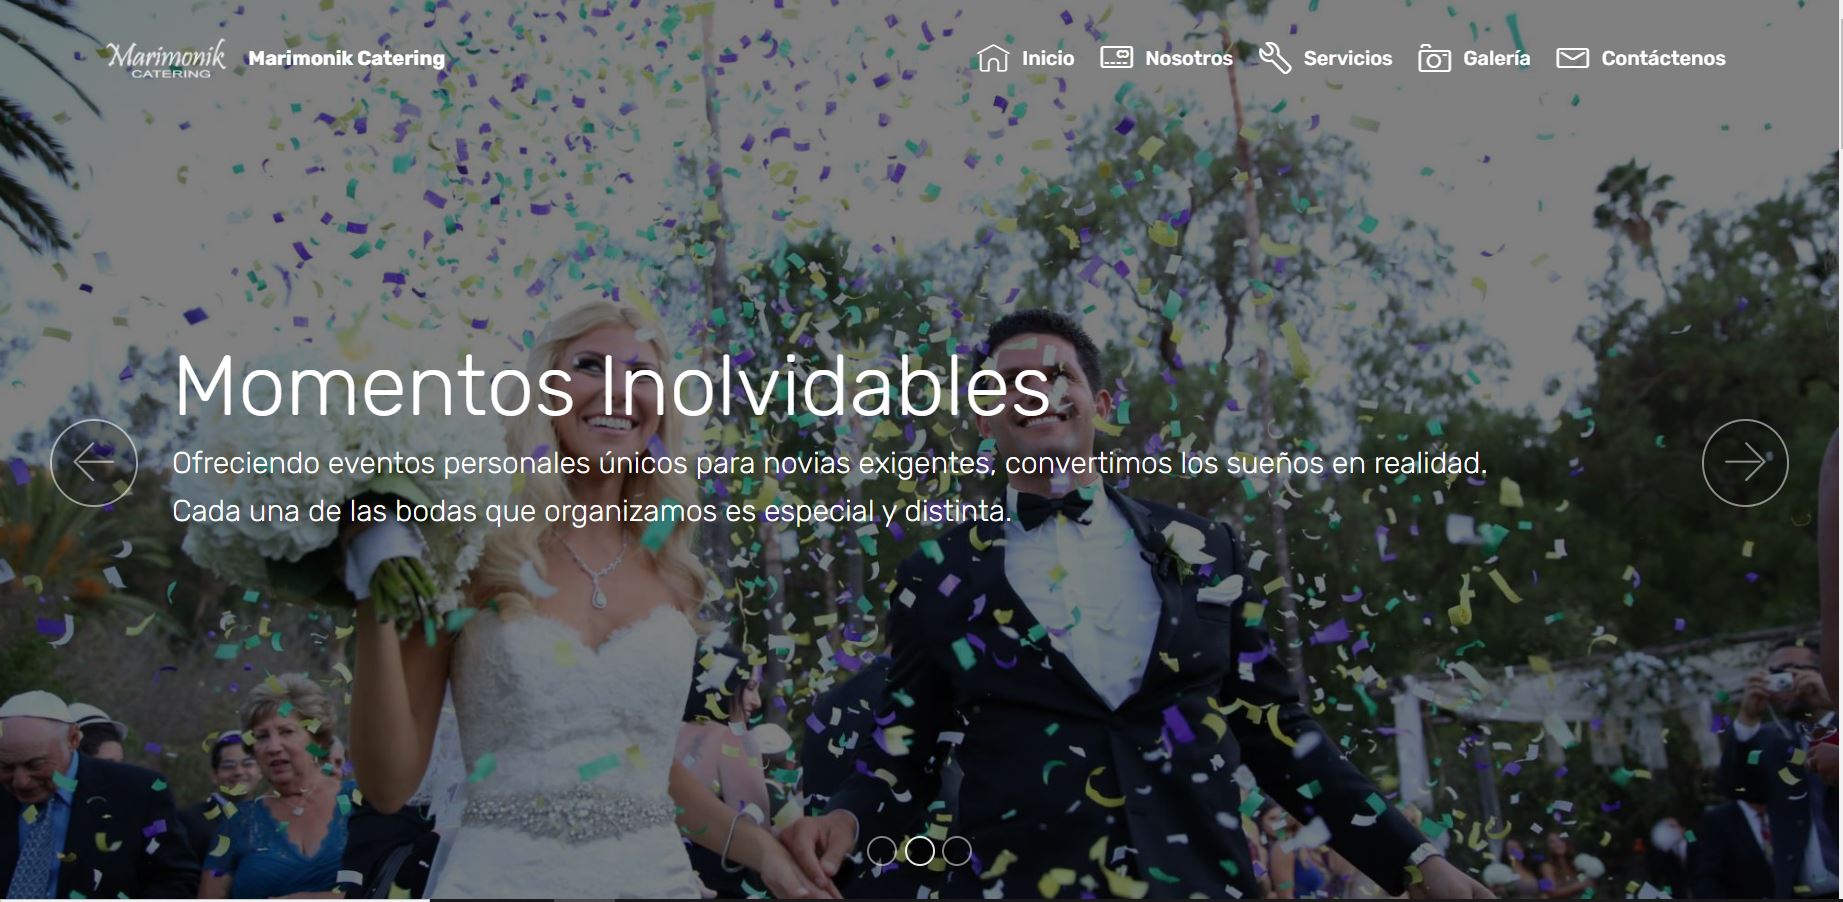 Marimonik
CATERING
Marimonik Catering
Inicio
Nosotros
Servicios
Galería
Contáctenos
Momentos Inolvidables
Ofreciendo eventos personales únicos para novias exigentes, convertimos los sueños en realidad.
Cada una de las bodas que organizamos es especial y distinta.